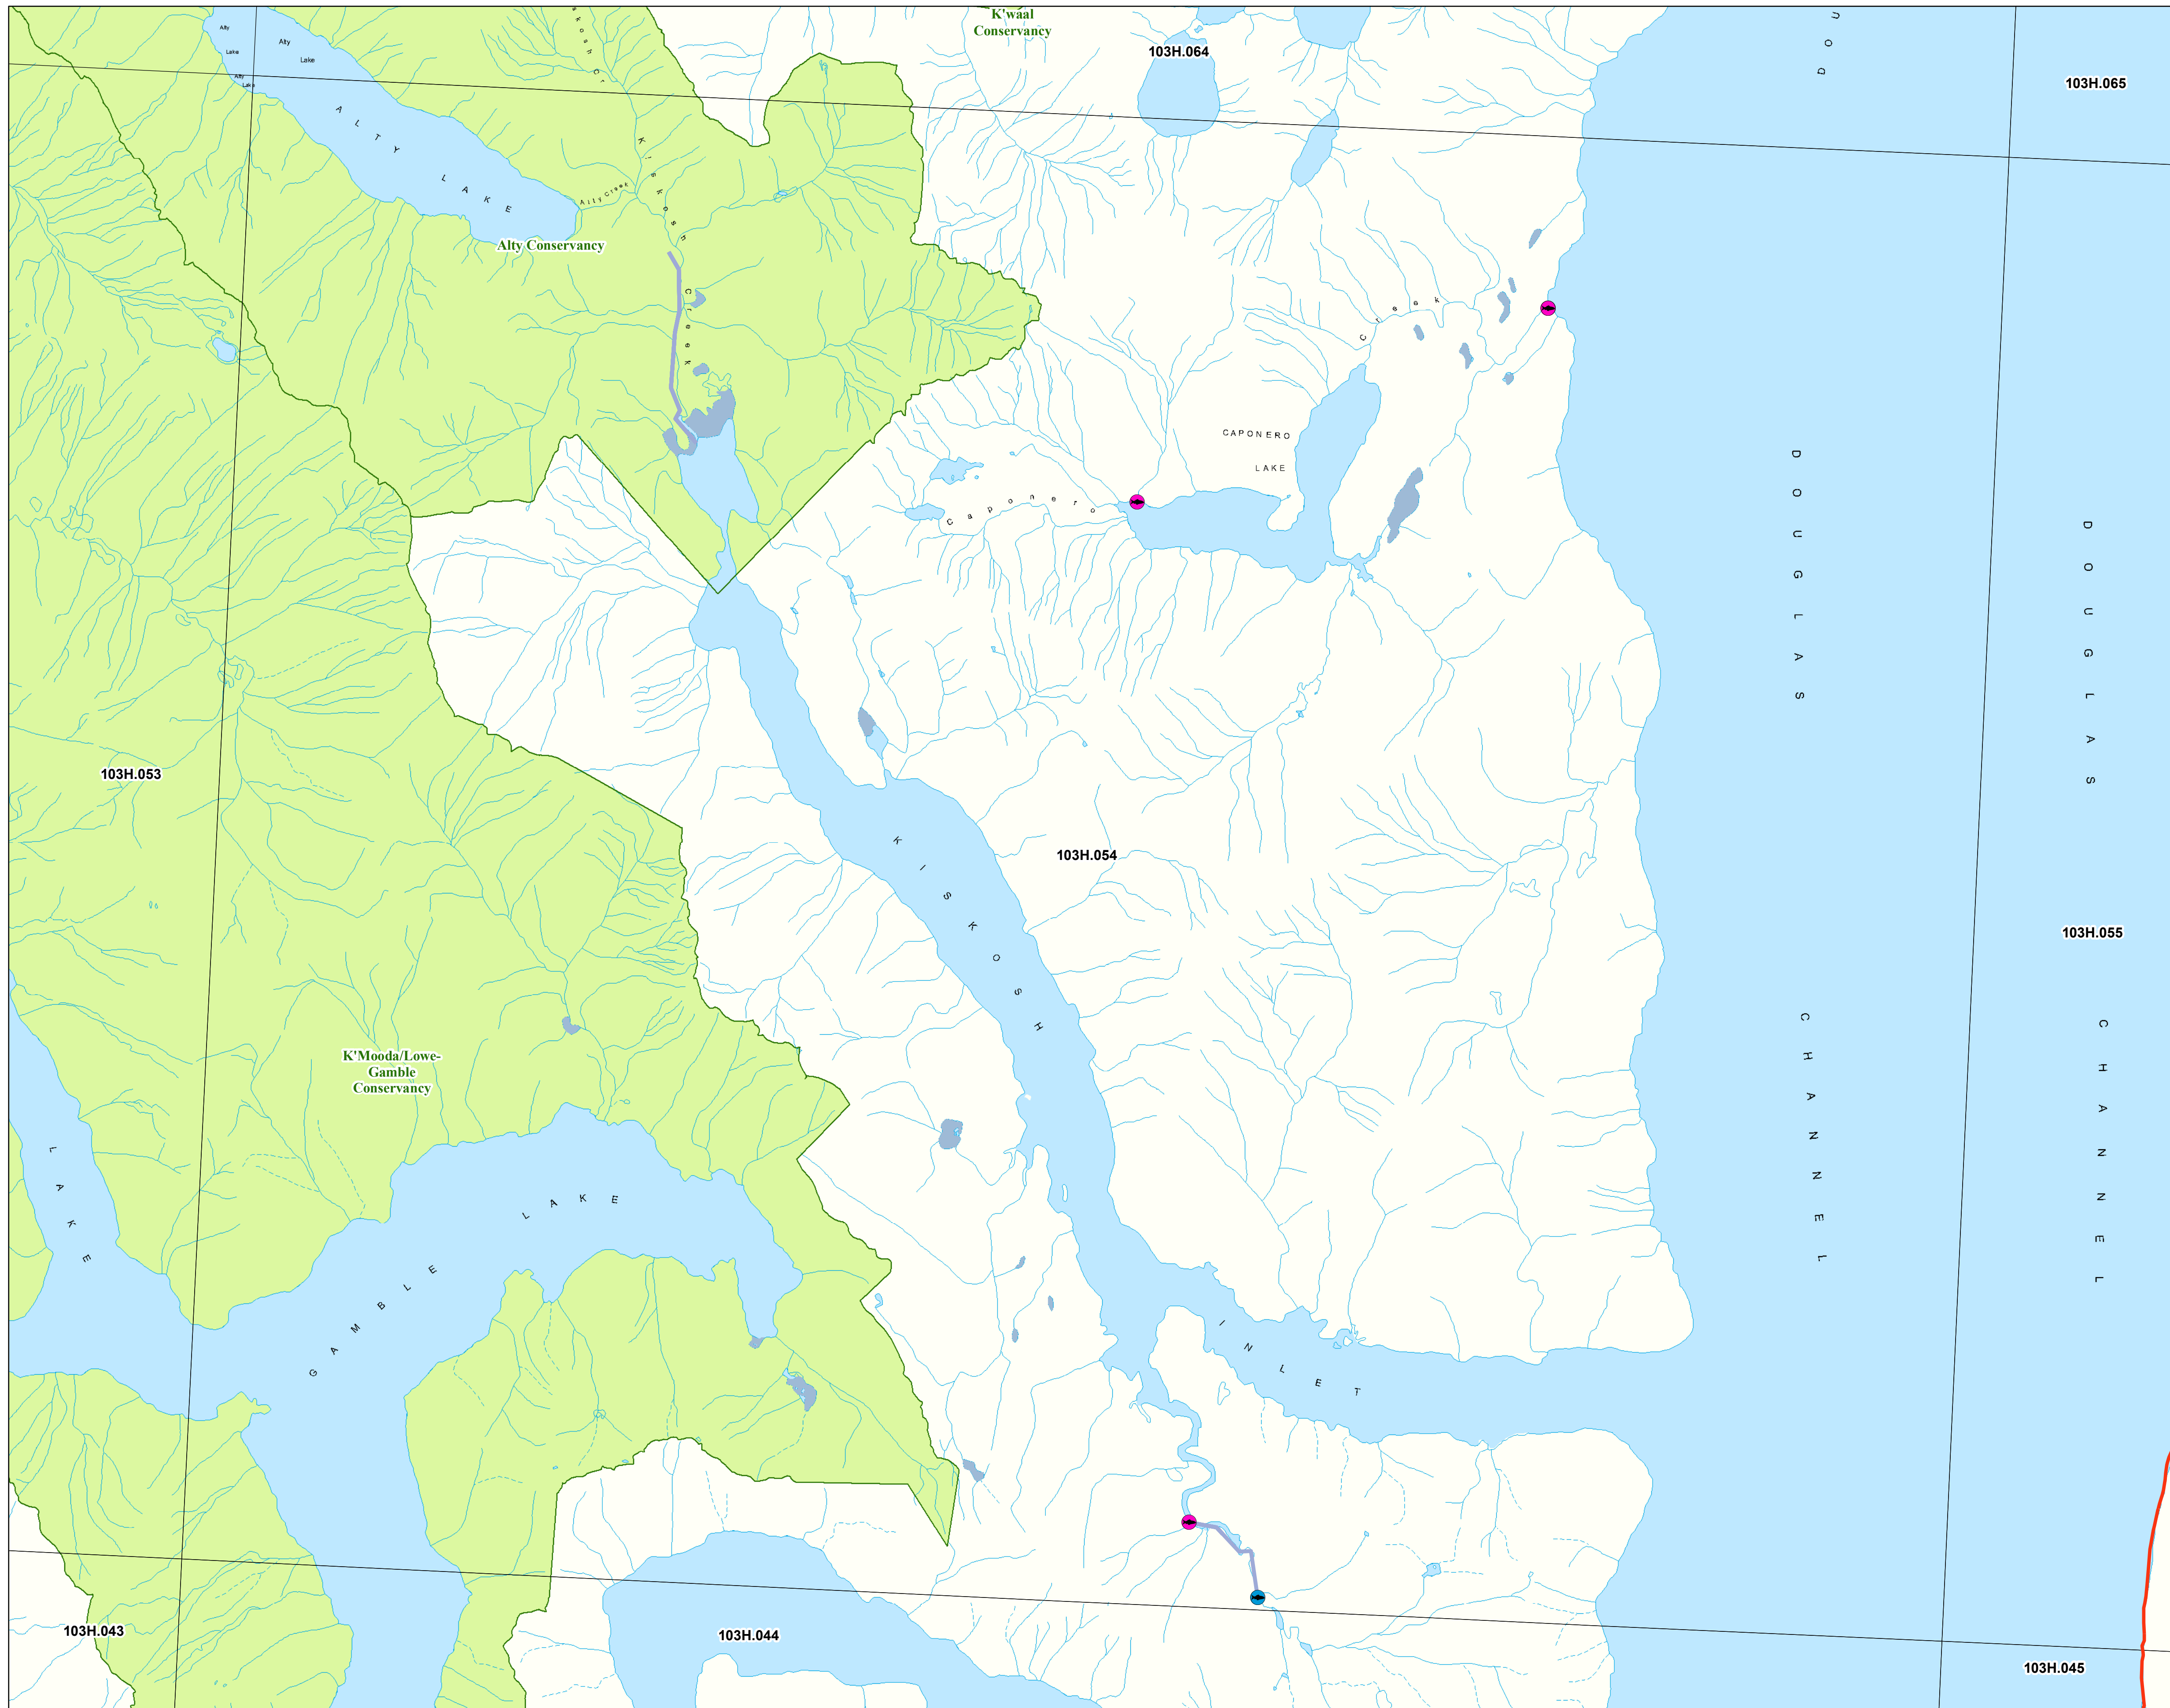 K'waal
Conservancy
103H.064
103H.065
Alty
Lake
Alty
Lake
Alty
Lake
ALTY LAKE
Alty Creek
K'skosh Creek
Alty Conservancy
Caponero Creek
CAPONERO
LAKE
DOUGLAS CHANNEL
DOUGLAS CHANNEL
103H.053
103H.054
103H.055
KISKOSH INLET
K'Mooda/Lowe-
Gamble
Conservancy
LAKE
GAMBLE LAKE
103H.043
103H.044
103H.045